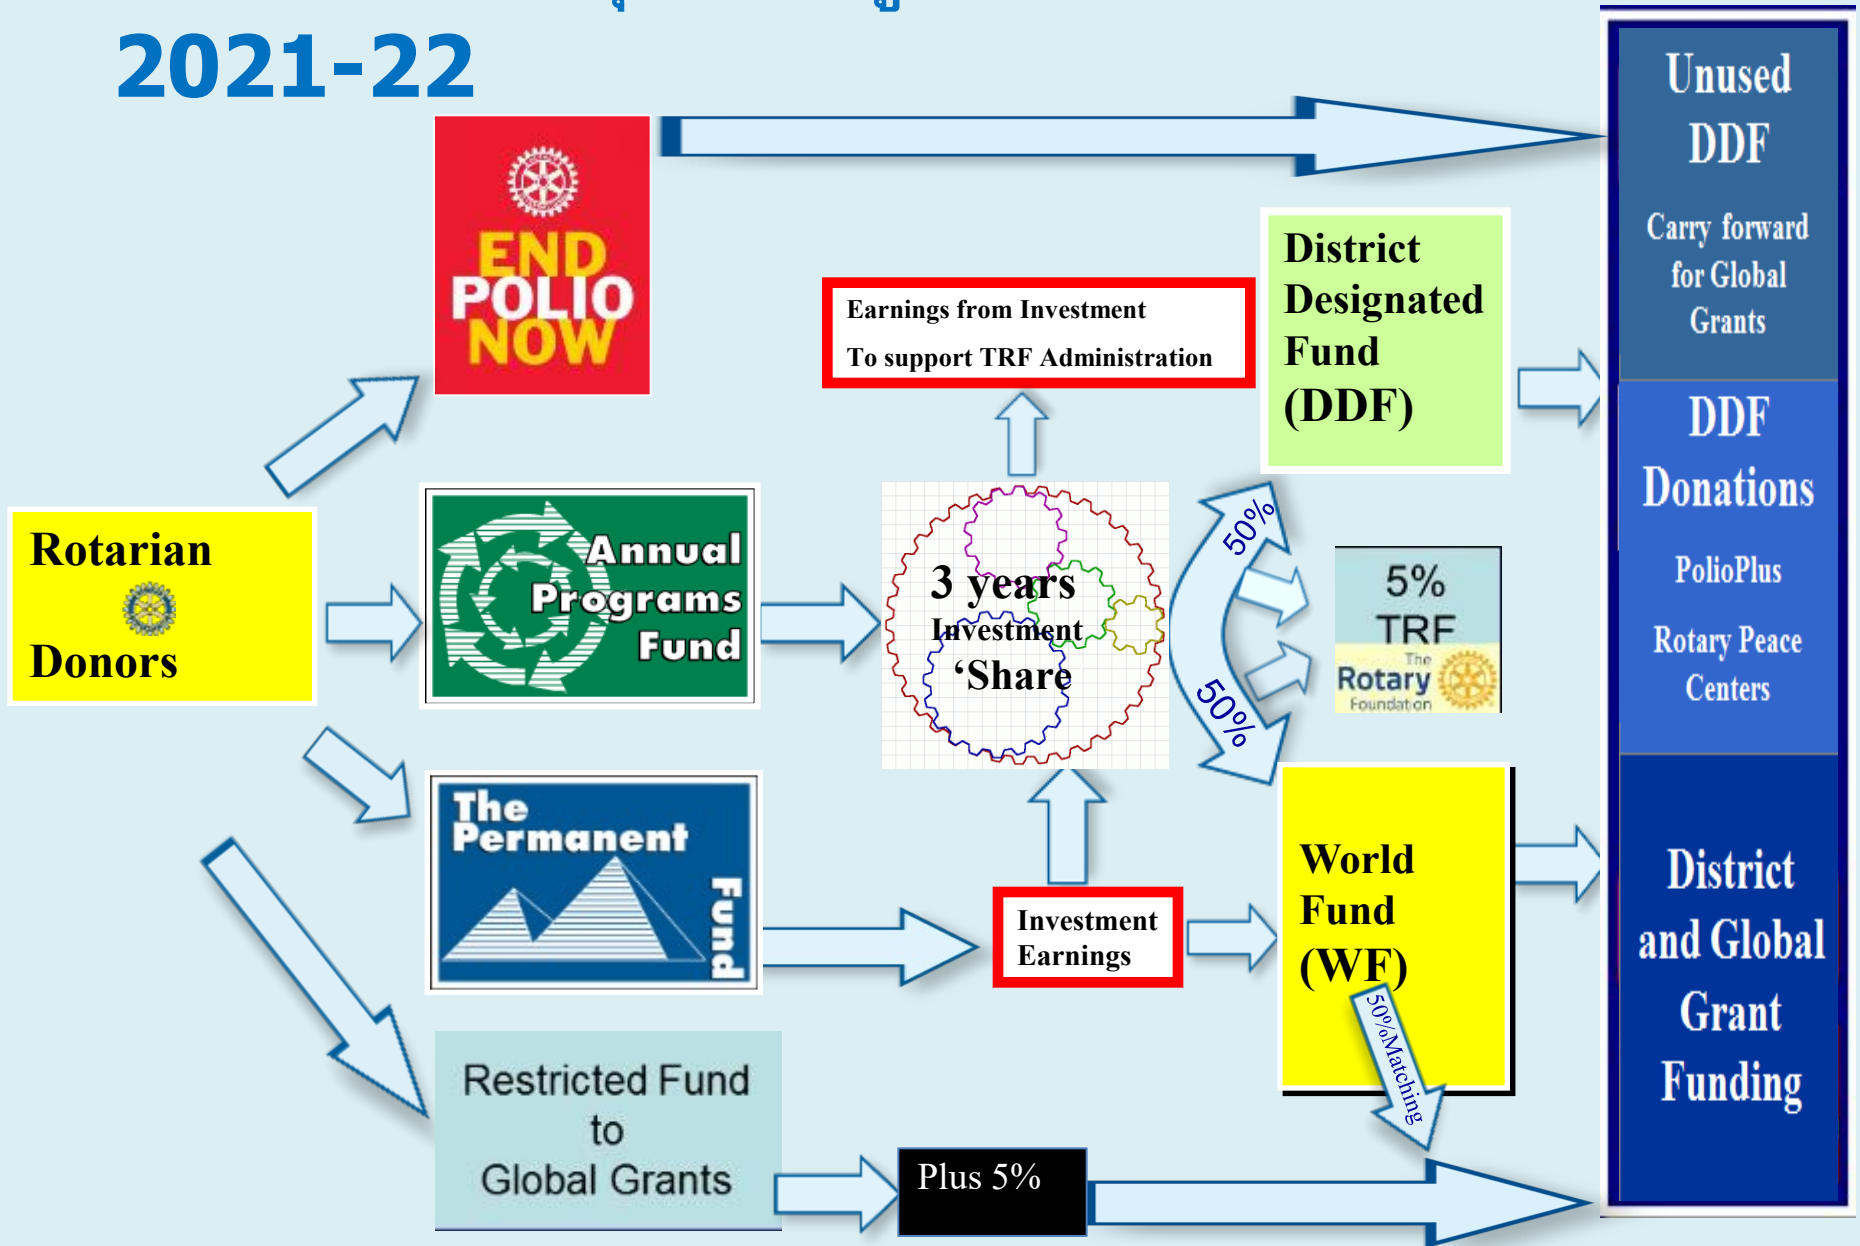 2021-22
END
POLIO
NOW
Rotarian
Donors
Annual
Programs
Fund
The
Permanent
Fund
Restricted Fund
to
Global Grants
Plus 5%
Earnings from Investment
To support TRF Administration
3 years
Investment
‘Share
Investment
Earnings
50%
50%
District
Designated
Fund
(DDF)
5%
TRF
The
Rotary
Foundation
World
Fund
(WF)
50%Matching
Unused
DDF
Carry forward
for Global
Grants
DDF
Donations
PolioPlus
Rotary Peace
Centers
District
and Global
Grant
Funding